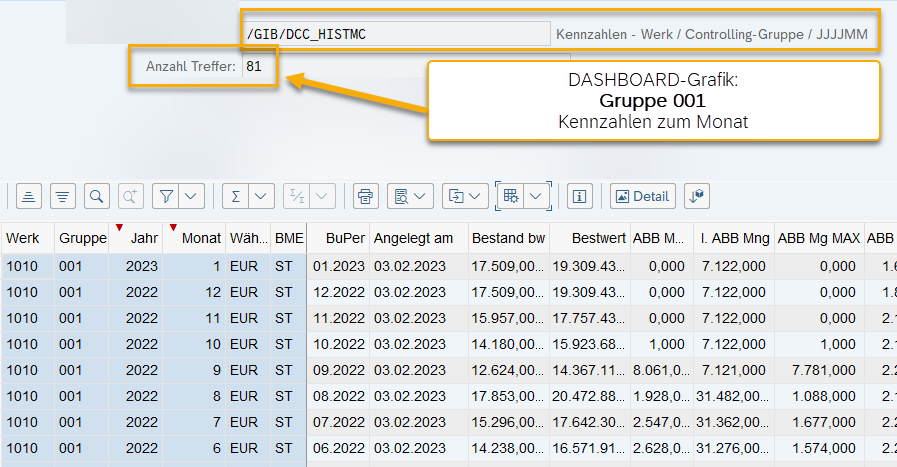 /GIB/DCC_HISTMC Kennzahlen - Werk / Controlling-Gruppe / JJJJMM
Anzahl Treffer: 81
DASHBOARD-Grafik:
Gruppe 001
Kennzahlen zum Monat
Detail
Werk Gruppe Jahr Monat Wäh... BME BuPer Angelegt am Bestand bw Bestwert ABB M... I. ABB Mng ABB Mg MAX ABB
1010 001 2023 1 EUR ST 01.2023 03.02.2023 17.509,00... 19.309.43... 0,000 7.122,000 0,000 1.6
1010 001 2022 12 EUR ST 12.2022 03.02.2023 17.509,00... 19.309.43... 0,000 7.122,000 0,000 1.8
1010 001 2022 11 EUR ST 11.2022 03.02.2023 15.957,00... 17.757.43... 0,000 7.122,000 0,000 2.1
1010 001 2022 10 EUR ST 10.2022 03.02.2023 14.180,00... 15.923.68... 1,000 7.122,000 1,000 2.1
1010 001 2022 9 EUR ST 09.2022 03.02.2023 12.624,00... 14.367.11... 8.061,0... 7.121,000 7.781,000 2.2
1010 001 2022 8 EUR ST 08.2022 03.02.2023 17.853,00... 20.472.88... 1.928,0... 31.482,00... 1.088,000 2.1
1010 001 2022 7 EUR ST 07.2022 03.02.2023 15.296,00... 17.642.30... 2.547,0... 31.362,00... 1.677,000 2.2
1010 001 2022 6 EUR ST 06.2022 03.02.2023 14.238,00... 16.571.91... 2.628,0... 31.276,00... 1.574,000 2.2